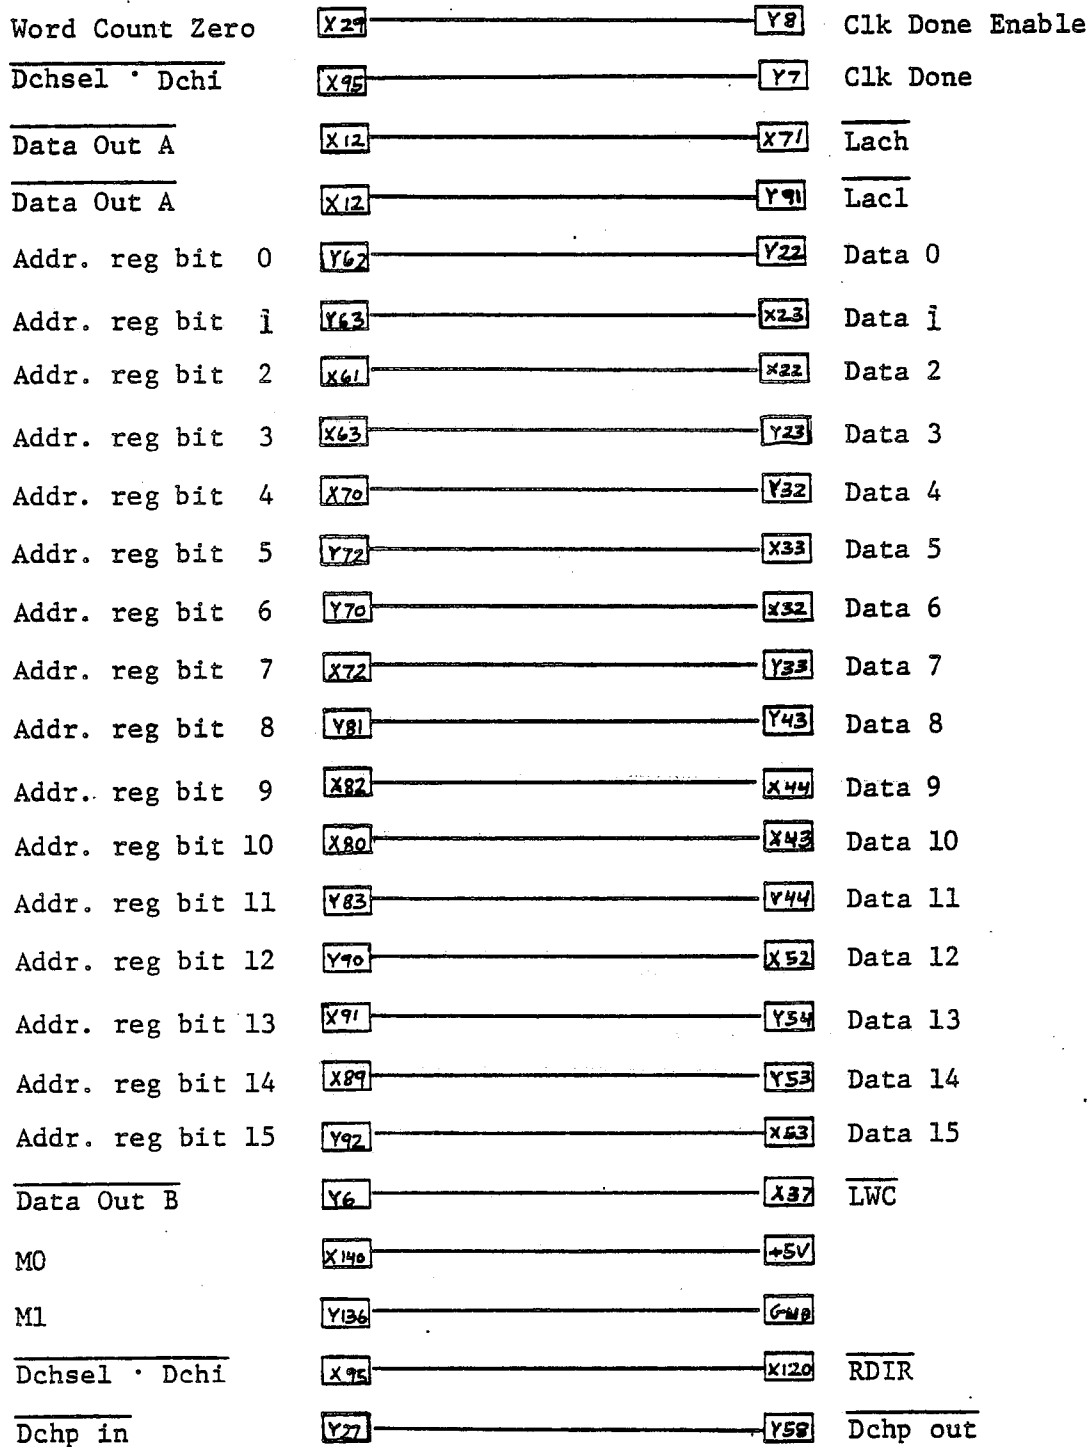 Word Count Zero X29 Y8 Clk Done Enable
Dchsel · Dchi X95 Y7 Clk Done
Data Out A X12 X71 Lach
Data Out A X12 Y91 Lacl
Addr. reg bit 0 Y62 Y22 Data 0
Addr. reg bit 1 Y63 X23 Data 1
Addr. reg bit 2 X61 X22 Data 2
Addr. reg bit 3 X63 Y23 Data 3
Addr. reg bit 4 X70 Y32 Data 4
Addr. reg bit 5 Y72 X33 Data 5
Addr. reg bit 6 Y70 X32 Data 6
Addr. reg bit 7 X72 Y33 Data 7
Addr. reg bit 8 Y81 Y43 Data 8
Addr. reg bit 9 X82 X44 Data 9
Addr. reg bit 10 X80 X43 Data 10
Addr. reg bit 11 Y83 Y44 Data 11
Addr. reg bit 12 Y90 X52 Data 12
Addr. reg bit 13 X91 Y54 Data 13
Addr. reg bit 14 X89 Y53 Data 14
Addr. reg bit 15 Y92 X53 Data 15
Data Out B Y6 X37 LWC
M0 X140 +5V
M1 Y136 GND
Dchsel · Dchi X95 X120 RDIR
Dchp in Y27 Y58 Dchp out